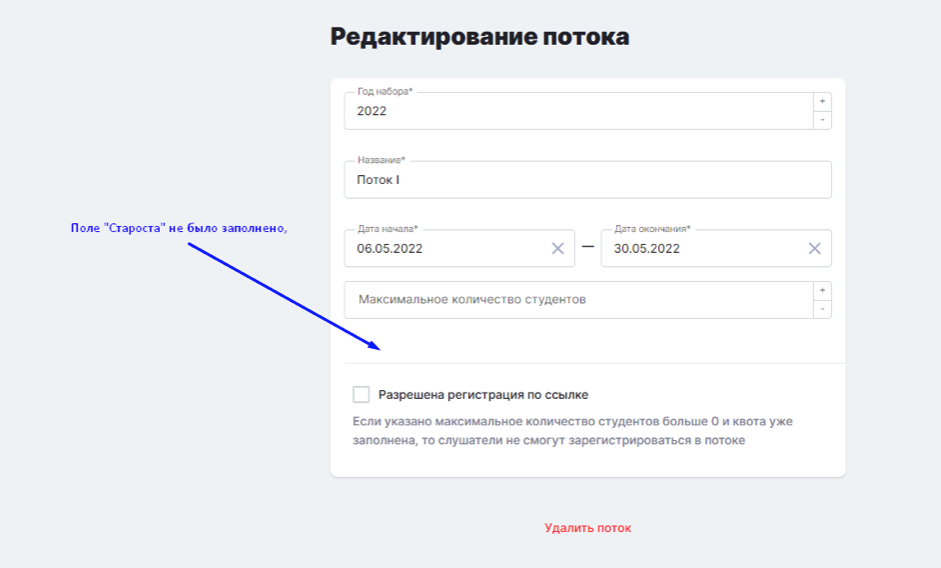 Редактирование потока
Год набора*
2022
+
-
Название*
Поток I
Поле "Староста" не было заполнено,
Дата начала*
06.05.2022
—
Дата окончания*
30.05.2022
Максимальное количество студентов
+
-
Разрешена регистрация по ссылке
Если указано максимальное количество студентов больше 0 и квота уже
заполнена, то слушатели не смогут зарегистрироваться в потоке
Удалить поток